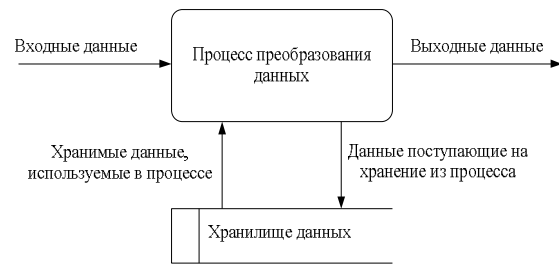 Входные данные
Процесс преобразования
данных
Выходные данные
Хранимые данные,
используемые в процессе
Данные поступающие на
хранение из процесса
Хранилище данных